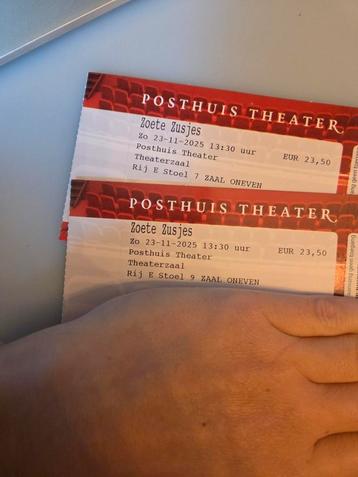 POSTHUIS THEATER
Zoete Zusjes
Zo 23-11-2025 13:30 uur EUR 23,50
Posthuis Theater
Theaterzaal
Rij E Stoel 7 ZAAL ONEVEN
POSTHUIS THEATER
Zoete Zusjes
Zo 23-11-2025 13:30 uur EUR 23,50
Posthuis Theater
Theaterzaal
Rij E Stoel 9 ZAAL ONEVEN